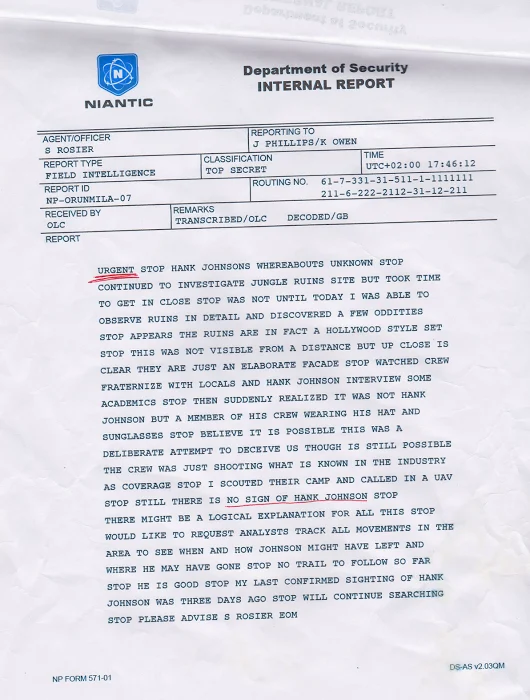 N
NIANTIC
Department of Security
INTERNAL REPORT
AGENT/OFFICER
S ROSIER
REPORTING TO
J PHILLIPS/K OWEN
REPORT TYPE
FIELD INTELLIGENCE
CLASSIFICATION
TOP SECRET
TIME
UTC+02:00 17:46:12
REPORT ID
NP-ORUNMILA-07
ROUTING NO. 61-7-331-31-511-1-1111111
211-6-222-2112-31-12-211
RECEIVED BY
OLC
REMARKS
TRANSCRIBED/OLC DECODED/GB
REPORT
URGENT STOP HANK JOHNSONS WHEREABOUTS UNKNOWN STOP
CONTINUED TO INVESTIGATE JUNGLE RUINS SITE BUT TOOK TIME
TO GET IN CLOSE STOP WAS NOT UNTIL TODAY I WAS ABLE TO
OBSERVE RUINS IN DETAIL AND DISCOVERED A FEW ODDITIES
STOP APPEARS THE RUINS ARE IN FACT A HOLLYWOOD STYLE SET
STOP THIS WAS NOT VISIBLE FROM A DISTANCE BUT UP CLOSE IS
CLEAR THEY ARE JUST AN ELABORATE FACADE STOP WATCHED CREW
FRATERNIZE WITH LOCALS AND HANK JOHNSON INTERVIEW SOME
ACADEMICS STOP THEN SUDDENLY REALIZED IT WAS NOT HANK
JOHNSON BUT A MEMBER OF HIS CREW WEARING HIS HAT AND
SUNGLASSES STOP BELIEVE IT IS POSSIBLE THIS WAS A
DELIBERATE ATTEMPT TO DECEIVE US THOUGH IS STILL POSSIBLE
THE CREW WAS JUST SHOOTING WHAT IS KNOWN IN THE INDUSTRY
AS COVERAGE STOP I SCOUTED THEIR CAMP AND CALLED IN A UAV
STOP STILL THERE IS NO SIGN OF HANK JOHNSON STOP
THERE MIGHT BE A LOGICAL EXPLANATION FOR ALL THIS STOP
WOULD LIKE TO REQUEST ANALYSTS TRACK ALL MOVEMENTS IN THE
AREA TO SEE WHEN AND HOW JOHNSON MIGHT HAVE LEFT AND
WHERE HE MAY HAVE GONE STOP NO TRAIL TO FOLLOW SO FAR
STOP HE IS GOOD STOP MY LAST CONFIRMED SIGHTING OF HANK
JOHNSON WAS THREE DAYS AGO STOP WILL CONTINUE SEARCHING
STOP PLEASE ADVISE S ROSIER EOM
NP FORM 571-01
DS-AS v2.03QM